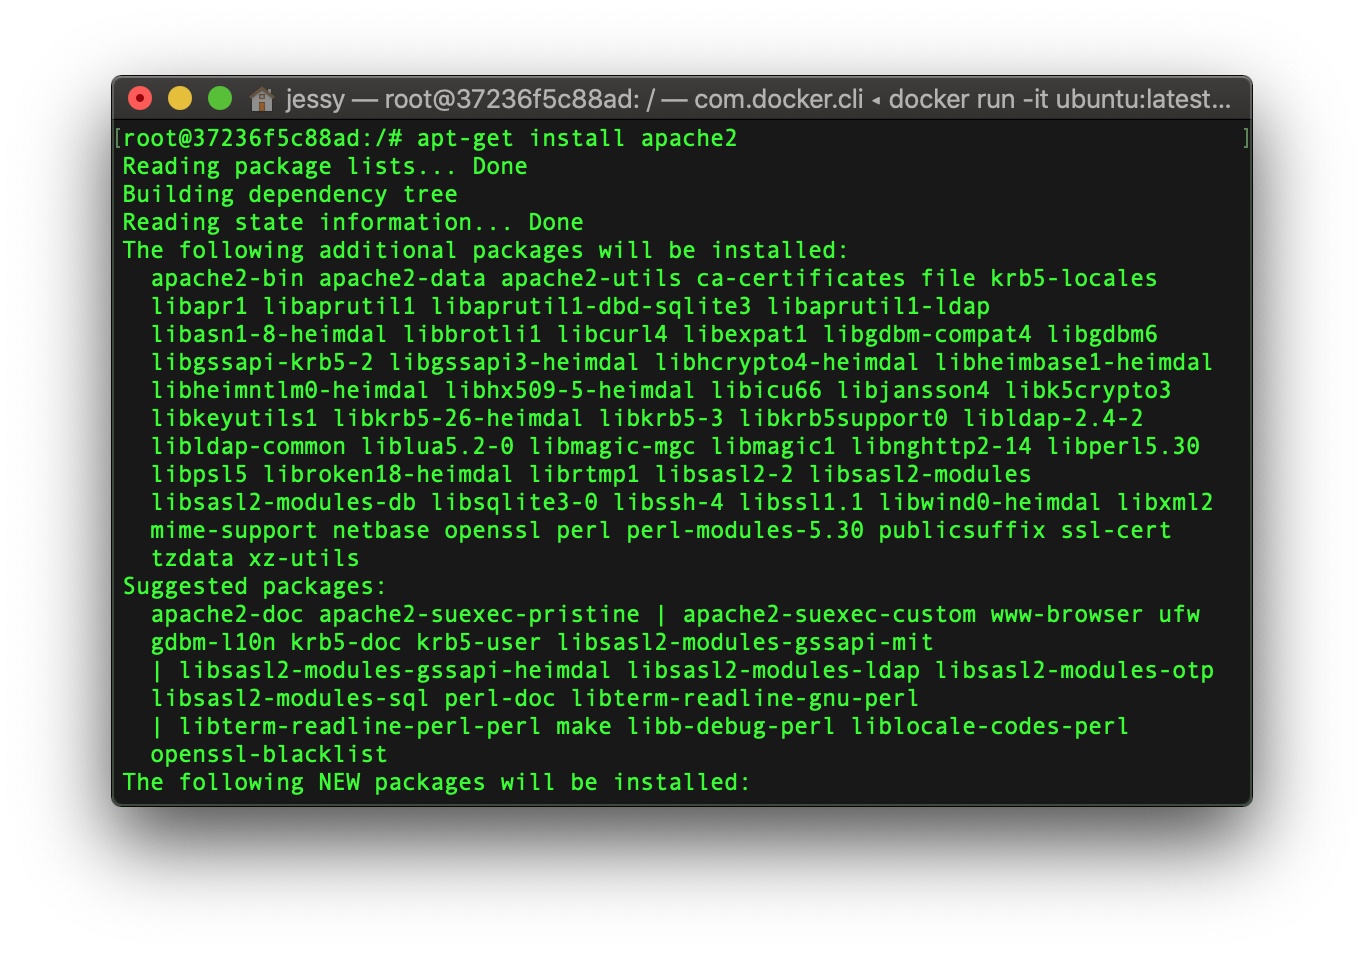 jessy — root@37236f5c88ad: / — com.docker.cli ◂ docker run -it ubuntu:latest...
[root@37236f5c88ad:/# apt-get install apache2 ]
Reading package lists... Done
Building dependency tree
Reading state information... Done
The following additional packages will be installed:
  apache2-bin apache2-data apache2-utils ca-certificates file krb5-locales
  libapr1 libaprutil1 libaprutil1-dbd-sqlite3 libaprutil1-ldap
  libasn1-8-heimdal libbrotli1 libcurl4 libexpat1 libgdbm-compat4 libgdbm6
  libgssapi-krb5-2 libgssapi3-heimdal libhcrypto4-heimdal libheimbase1-heimdal
  libheimntlm0-heimdal libhx509-5-heimdal libicu66 libjansson4 libk5crypto3
  libkeyutils1 libkrb5-26-heimdal libkrb5-3 libkrb5support0 libldap-2.4-2
  libldap-common liblua5.2-0 libmagic-mgc libmagic1 libnghttp2-14 libperl5.30
  libpsl5 libroken18-heimdal librtmp1 libsasl2-2 libsasl2-modules
  libsasl2-modules-db libsqlite3-0 libssh-4 libssl1.1 libwind0-heimdal libxml2
  mime-support netbase openssl perl perl-modules-5.30 publicsuffix ssl-cert
  tzdata xz-utils
Suggested packages:
  apache2-doc apache2-suexec-pristine | apache2-suexec-custom www-browser ufw
  gdbm-l10n krb5-doc krb5-user libsasl2-modules-gssapi-mit
  | libsasl2-modules-gssapi-heimdal libsasl2-modules-ldap libsasl2-modules-otp
  libsasl2-modules-sql perl-doc libterm-readline-gnu-perl
  | libterm-readline-perl-perl make libb-debug-perl liblocale-codes-perl
  openssl-blacklist
The following NEW packages will be installed: